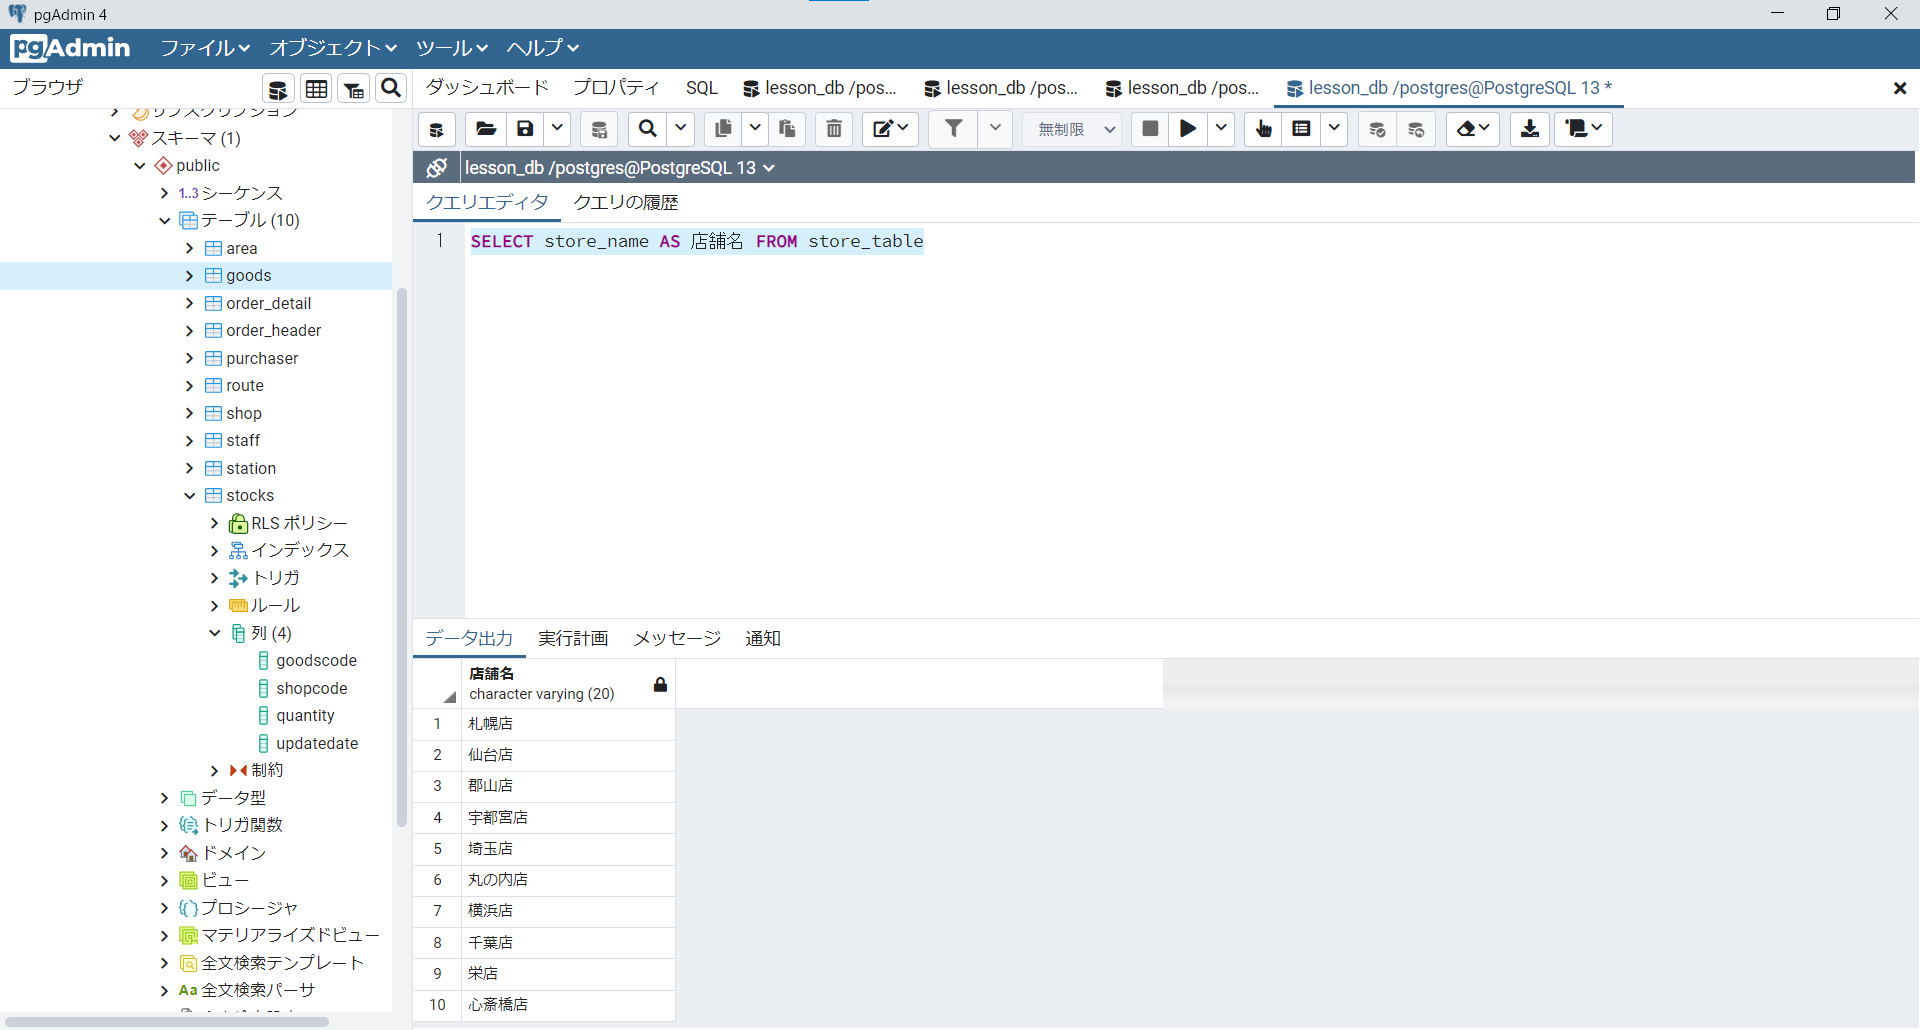 pgAdmin 4
pgAdmin ファイル オブジェクト ツール ヘルプ
ブラウザ
ダッシュボード プロパティ SQL lesson_db /pos... lesson_db /pos... lesson_db /pos... lesson_db /postgres@PostgreSQL 13 *
無制限
lesson_db /postgres@PostgreSQL 13
クエリエディタ クエリの履歴
1 SELECT store_name AS 店舗名 FROM store_table
スキーマ (1)
public
1..3 シーケンス
テーブル (10)
area
goods
order_detail
order_header
purchaser
route
shop
staff
station
stocks
RLS ポリシー
インデックス
トリガ
ルール
列 (4)
goodscode
shopcode
quantity
updatedate
制約
データ型
トリガ関数
ドメイン
ビュー
プロシージャ
マテリアライズドビュー
全文検索テンプレート
Aa 全文検索パーサ
データ出力 実行計画 メッセージ 通知
店舗名
character varying (20)
1 札幌店
2 仙台店
3 郡山店
4 宇都宮店
5 埼玉店
6 丸の内店
7 横浜店
8 千葉店
9 栄店
10 心斎橋店